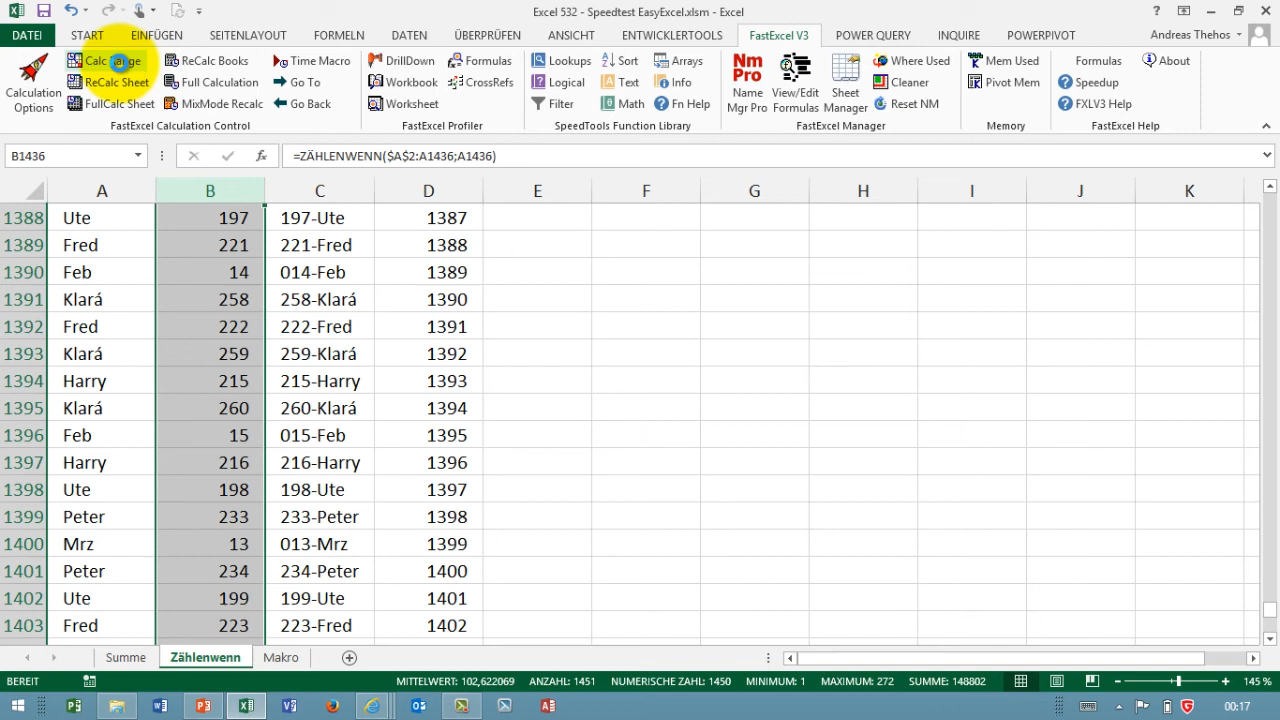 Excel 532 - Speedtest EasyExcel.xlsm - Excel
DATEI START EINFÜGEN SEITENLAYOUT FORMELN DATEN ÜBERPRÜFEN ANSICHT ENTWICKLERTOOLS FastExcel V3 POWER QUERY INQUIRE POWERPIVOT Andreas Thehos
Calculation Options
Calc
ReCalc Sheet
FullCalc Sheet
ReCalc Books
Full Calculation
MixMode Recalc
Time Macro
Go To
Go Back
FastExcel Calculation Control
DrillDown
Workbook
Worksheet
Formulas
CrossRefs
FastExcel Profiler
Lookups
Logical
Filter
Sort
Text
Math
Arrays
Info
Fn Help
SpeedTools Function Library
Nm Pro
Name Mgr Pro
View/Edit Formulas
Sheet Manager
Where Used
Cleaner
Reset NM
FastExcel Manager
Mem Used
Pivot Mem
Memory
Formulas
Speedup
FXLV3 Help
About
FastExcel Help
B1436 fx =ZÄHLENWENN($A$2:A1436;A1436)
A B C D E F G H I J K
1388 Ute 197 197-Ute 1387
1389 Fred 221 221-Fred 1388
1390 Feb 14 014-Feb 1389
1391 Klará 258 258-Klará 1390
1392 Fred 222 222-Fred 1391
1393 Klará 259 259-Klará 1392
1394 Harry 215 215-Harry 1393
1395 Klará 260 260-Klará 1394
1396 Feb 15 015-Feb 1395
1397 Harry 216 216-Harry 1396
1398 Ute 198 198-Ute 1397
1399 Peter 233 233-Peter 1398
1400 Mrz 13 013-Mrz 1399
1401 Peter 234 234-Peter 1400
1402 Ute 199 199-Ute 1401
1403 Fred 223 223-Fred 1402
Summe Zählenwenn Makro
BEREIT MITTELWERT: 102,622069 ANZAHL: 1451 NUMERISCHE ZAHL: 1450 MINIMUM: 1 MAXIMUM: 272 SUMME: 148802 145 %
00:17